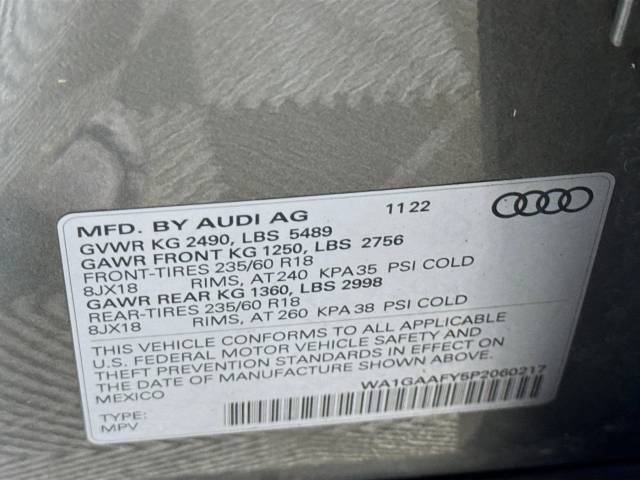 MFD. BY AUDI AG 11 22
GVWR KG 2490, LBS 5489
GAWR FRONT KG 1250, LBS 2756
FRONT-TIRES 235/60 R18
8JX18 RIMS, AT 240 KPA 35 PSI COLD
GAWR REAR KG 1360, LBS 2998
REAR-TIRES 235/60 R18
8JX18 RIMS, AT 260 KPA 38 PSI COLD
THIS VEHICLE CONFORMS TO ALL APPLICABLE
U.S. FEDERAL MOTOR VEHICLE SAFETY AND
THEFT PREVENTION STANDARDS IN EFFECT ON
THE DATE OF MANUFACTURE SHOWN ABOVE.
MEXICO
WA1GAAFY5P2060217
TYPE:
MPV